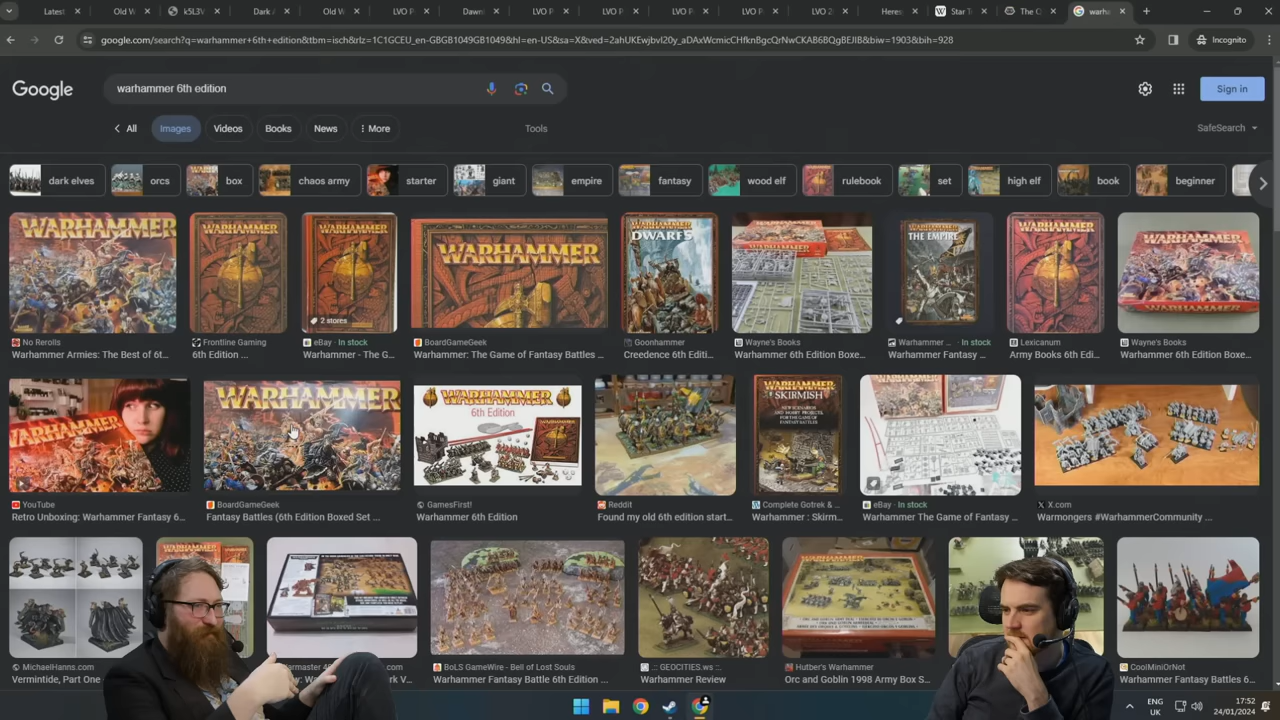 Latest
Old W
k5L3W
Dark A
Old W
LVO P
Dawn
LVO P
LVO P
LVO P
LVO P
LVO 2
Heres
Star T
The O
warha
google.com/search?q=warhammer+6th+edition&tbm=isch&rlz=1C1GCEU_en-GBGB1049GB1049&hl=en-US&sa=X&ved=2ahUKEwjbvI20y_aDAxWcmicCHfknBgcQrNwCKAB6BQgBEJIB&biw=1903&bih=928
Incognito
Google
warhammer 6th edition
Sign in
All
Images
Videos
Books
News
More
Tools
SafeSearch
dark elves
orcs
box
chaos army
starter
giant
empire
fantasy
wood elf
rulebook
set
high elf
book
beginner
WARHAMMER
WARHAMMER
WARHAMMER
WARHAMMER
WARHAMMER
DWARFS
WARHAMMER
THE EMPIRE
WARHAMMER
WARHAMMER
2 stores
No Rerolls
Frontline Gaming
eBay · In stock
BoardGameGeek
Goonhammer
Wayne's Books
Warhammer ... · In stock
Lexicanum
Wayne's Books
Warhammer Armies: The Best of 6t...
6th Edition ...
Warhammer - The G...
Warhammer: The Game of Fantasy Battles ...
Creedence 6th Editi...
Warhammer 6th Edition Boxe...
Warhammer Fantasy ...
Army Books 6th Edi...
Warhammer 6th Edition Boxe...
WARHAMMER
WARHAMMER
WARHAMMER
6th Edition
WARHAMMER
SKIRMISH
YouTube
BoardGameGeek
GamesFirst!
Reddit
Complete Gotrek & ...
eBay · In stock
X.com
Retro Unboxing: Warhammer Fantasy 6...
Fantasy Battles (6th Edition Boxed Set ...
Warhammer 6th Edition
Found my old 6th edition start...
Warhammer : Skirm...
Warhammer The Game of Fantasy ...
Warmongers #WarhammerCommunity ...
WARHAMMER
MichaelHanns.com
BoLS GameWire - Bell of Lost Souls
.:: GEOCITIES.ws ::.
Hutber's Warhammer
CoolMiniOrNot
Vermintide, Part One
Warhammer Fantasy Battle 6th Edition ...
Warhammer Review
Orc and Goblin 1998 Army Box S...
Warhammer Fantasy Battles 6...
ENG
UK
17:52
24/01/2024